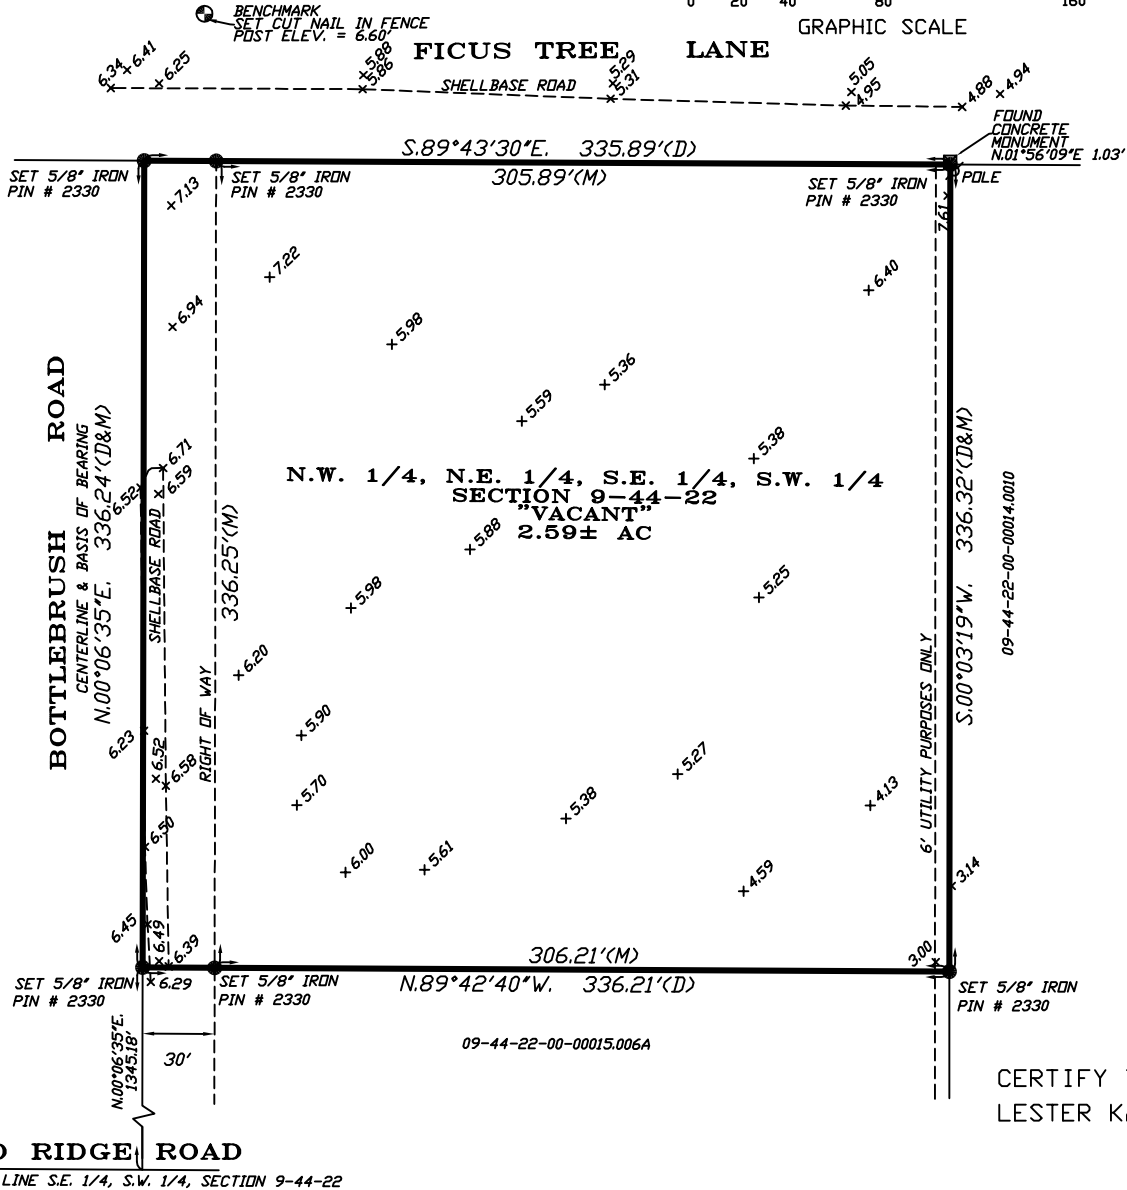 BENCHMARK
SET CUT NAIL IN FENCE
POST ELEV. = 6.60'
0 20 40 80 160
GRAPHIC SCALE
FICUS TREE LANE
6.34
6.41
6.25
5.88
5.86
SHELLBASE ROAD
5.29
5.31
5.05
4.95
4.88
4.94
FOUND
CONCRETE
MONUMENT
N.01°56'09"E 1.03'
POLE
S.89°43'30"E. 335.89'(D)
305.89'(M)
SET 5/8" IRON
PIN # 2330
SET 5/8" IRON
PIN # 2330
SET 5/8" IRON
PIN # 2330
7.13
7.61
7.22
6.40
6.94
5.98
5.36
5.59
5.38
6.71
6.59
6.52
BOTTLEBRUSH ROAD
CENTERLINE & BASIS OF BEARING
N.00°06'35"E. 336.24'(D&M)
SHELLBASE ROAD
336.25'(M)
RIGHT OF WAY
N.W. 1/4, N.E. 1/4, S.E. 1/4, S.W. 1/4
SECTION 9-44-22
"VACANT"
2.59± AC
5.88
5.98
5.25
6.20
5.90
5.27
5.70
5.38
4.13
6.00
5.61
4.59
3.14
3.00
6' UTILITY PURPOSES ONLY
S.00°03'19"W. 336.32'(D&M)
09-44-22-00-00014.0010
6.23
6.52
6.58
6.50
6.45
6.49
6.39
6.29
306.21'(M)
N.89°42'40"W. 336.21'(D)
SET 5/8" IRON
PIN # 2330
SET 5/8" IRON
PIN # 2330
SET 5/8" IRON
PIN # 2330
N.00°06'35"E.
1345.18'
30'
09-44-22-00-00015.006A
CERTIFY
LESTER
RIDGE ROAD
LINE S.E. 1/4, S.W. 1/4, SECTION 9-44-22